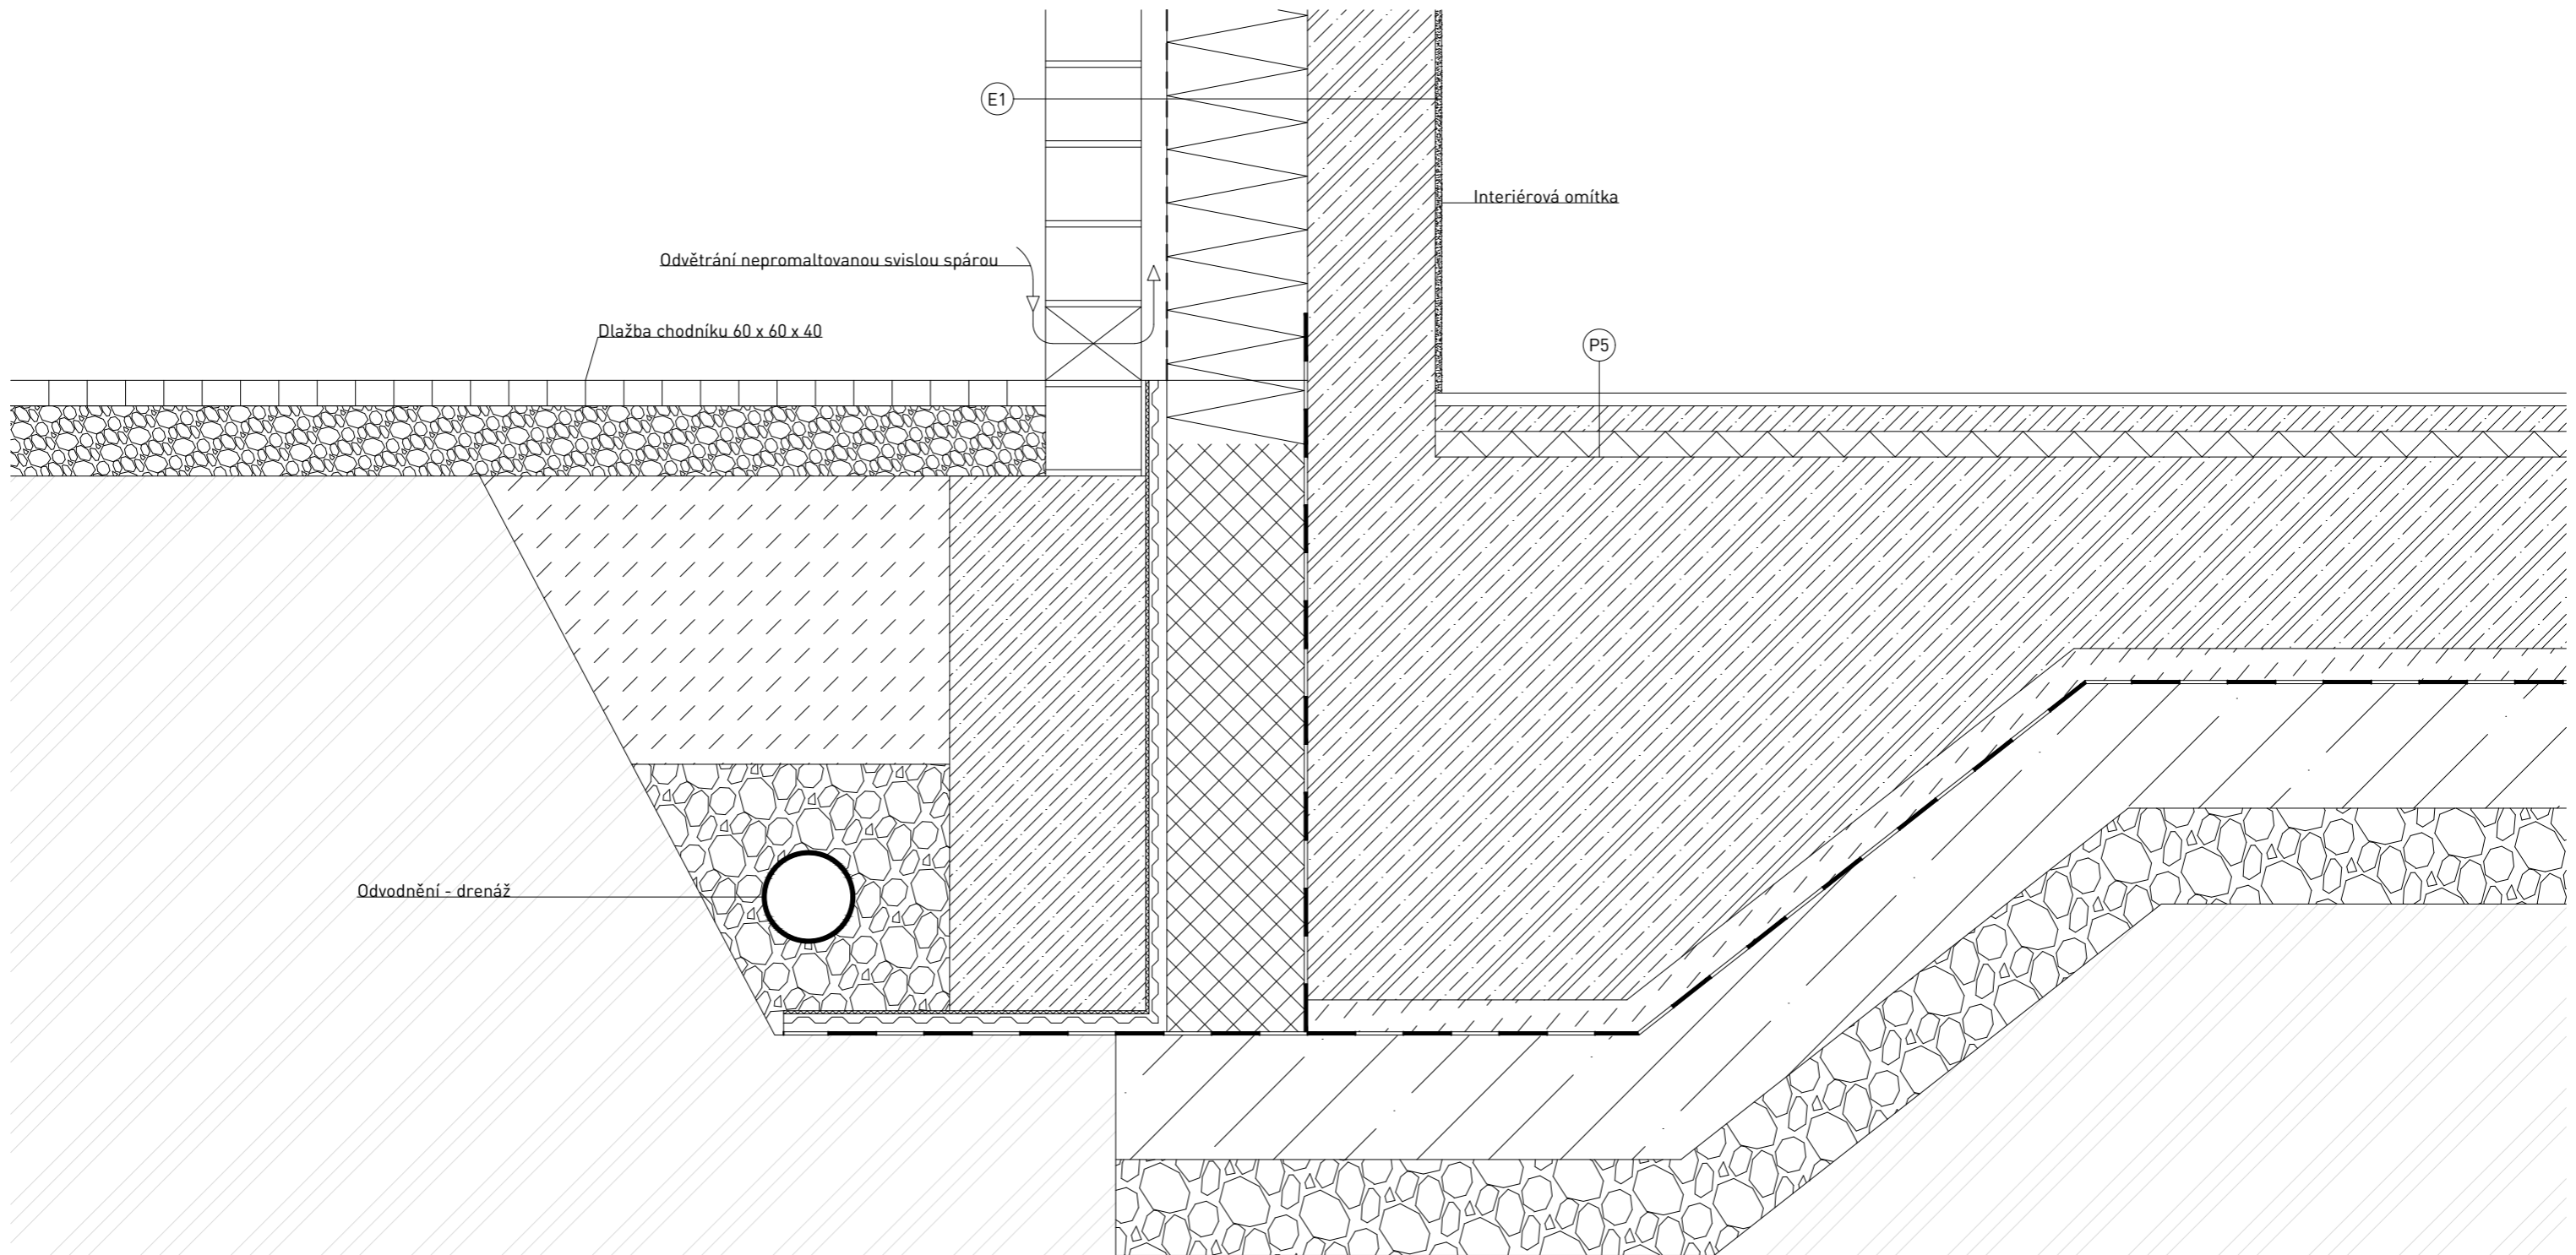 E1
Interiérová omítka
Odvětrání nepromaltovanou svislou spárou
Dlažba chodníku 60 x 60 x 40
P5
Odvodnění - drenáž